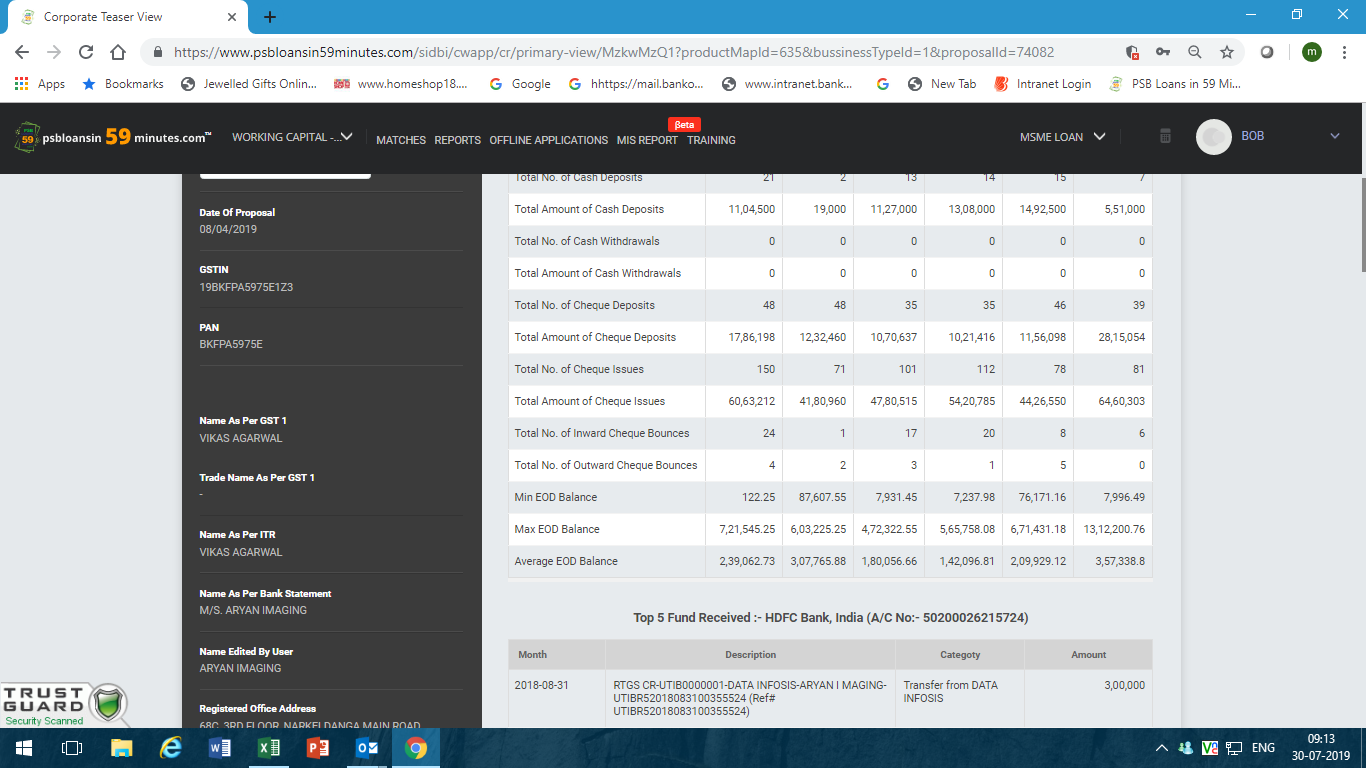 Corporate Teaser View
https://www.psbloansin59minutes.com/sidbi/cwapp/cr/primary-view/MzkwMzQ1?productMapId=635&bussinessTypeId=1&proposalId=74082
m
Apps Bookmarks Jewelled Gifts Onlin... www.homeshop18.... Google hhttps://mail.banko... www.intranet.bank... New Tab Intranet Login PSB Loans in 59 Mi...
psbloansin 59 minutes.com™ WORKING CAPITAL -... MATCHES REPORTS OFFLINE APPLICATIONS MIS REPORT Beta TRAINING MSME LOAN BOB
Date Of Proposal
08/04/2019
GSTIN
19BKFPA5975E1Z3
PAN
BKFPA5975E
Name As Per GST 1
VIKAS AGARWAL
Trade Name As Per GST 1
-
Name As Per ITR
VIKAS AGARWAL
Name As Per Bank Statement
M/S. ARYAN IMAGING
Name Edited By User
ARYAN IMAGING
Registered Office Address
68C, 3RD FLOOR, NARKELDANGA MAIN ROAD
Total No. of Cash Deposits 21 2 13 14 15 7
Total Amount of Cash Deposits 11,04,500 19,000 11,27,000 13,08,000 14,92,500 5,51,000
Total No. of Cash Withdrawals 0 0 0 0 0 0
Total Amount of Cash Withdrawals 0 0 0 0 0 0
Total No. of Cheque Deposits 48 48 35 35 46 39
Total Amount of Cheque Deposits 17,86,198 12,32,460 10,70,637 10,21,416 11,56,098 28,15,054
Total No. of Cheque Issues 150 71 101 112 78 81
Total Amount of Cheque Issues 60,63,212 41,80,960 47,80,515 54,20,785 44,26,550 64,60,303
Total No. of Inward Cheque Bounces 24 1 17 20 8 6
Total No. of Outward Cheque Bounces 4 2 3 1 5 0
Min EOD Balance 122.25 87,607.55 7,931.45 7,237.98 76,171.16 7,996.49
Max EOD Balance 7,21,545.25 6,03,225.25 4,72,322.55 5,65,758.08 6,71,431.18 13,12,200.76
Average EOD Balance 2,39,062.73 3,07,765.88 1,80,056.66 1,42,096.81 2,09,929.12 3,57,338.8
Top 5 Fund Received :- HDFC Bank, India (A/C No:- 50200026215724)
Month Description Categoty Amount
2018-08-31 RTGS CR-UTIB0000001-DATA INFOSIS-ARYAN I MAGING- Transfer from DATA 3,00,000
UTIBR52018083100355524 (Ref# INFOSIS
UTIBR52018083100355524)
TRUST
GUARD
Security Scanned
ENG
09:13
30-07-2019